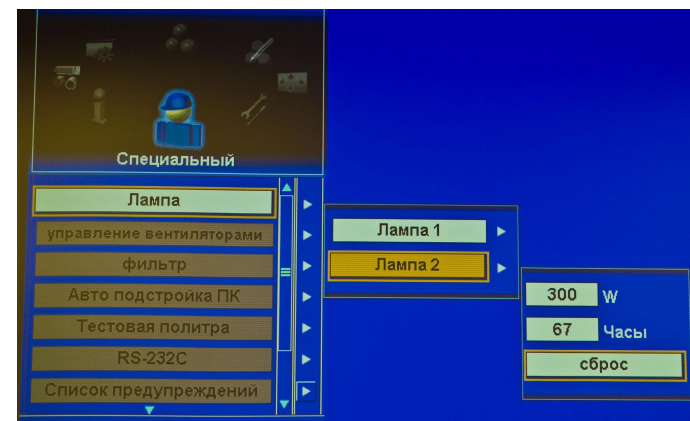 Специальный
Лампа
управление вентиляторами
фильтр
Авто подстройка ПК
Тестовая политра
RS-232C
Список предупреждений
Лампа 1
Лампа 2
300 W
67 Часы
сброс